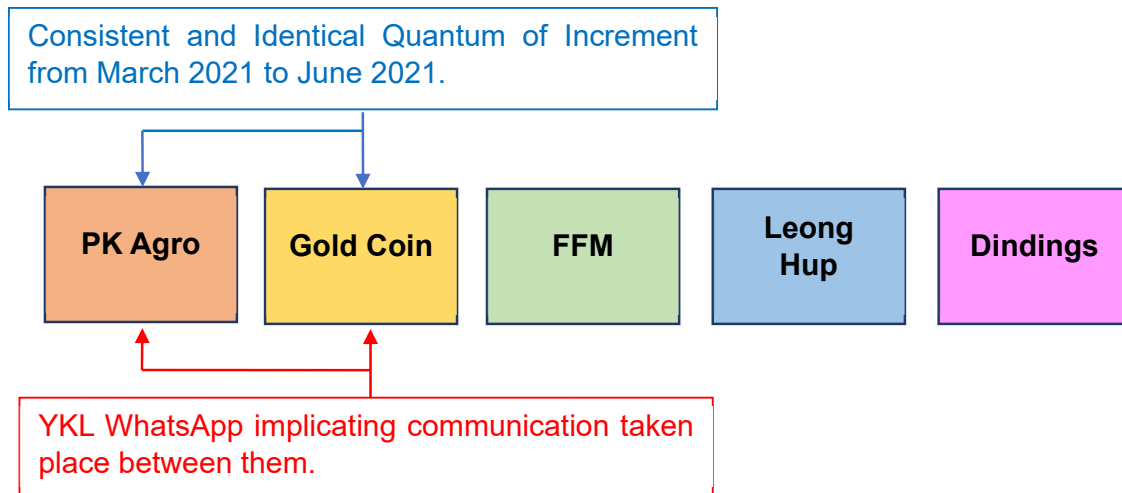 Consistent and Identical Quantum of Increment
from March 2021 to June 2021.
PK Agro
Gold Coin
FFM
Leong
Hup
Dindings
YKL WhatsApp implicating communication taken
place between them.